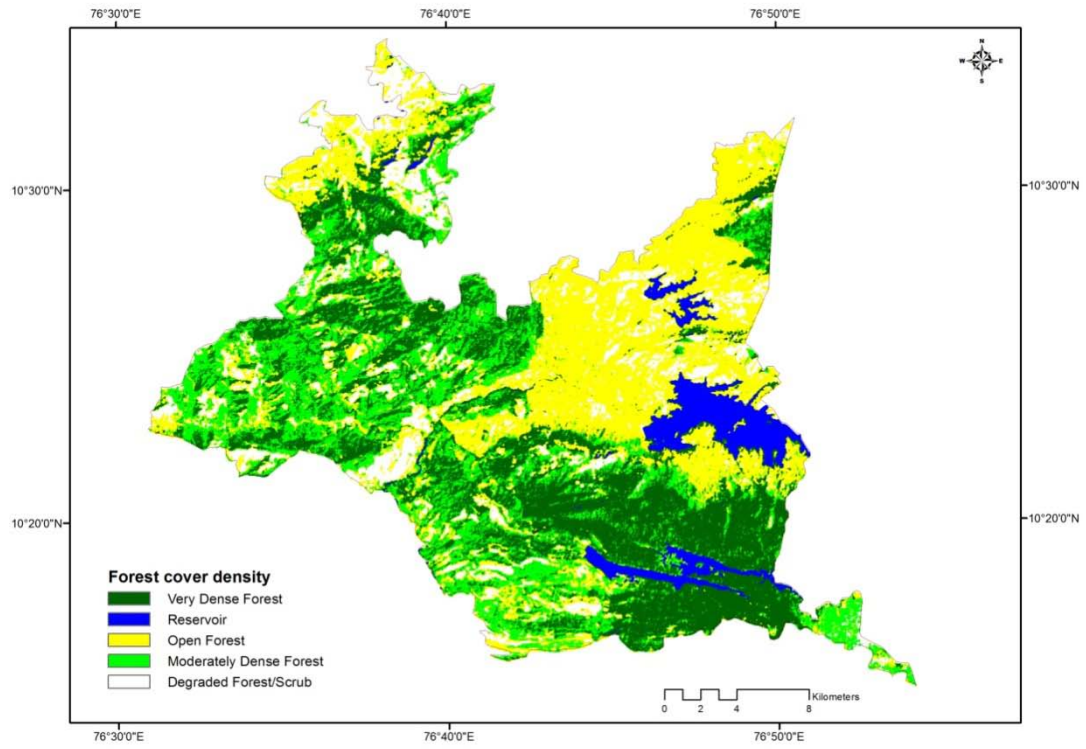 76°30'0"E
76°40'0"E
76°50'0"E
N
W E
S
10°30'0"N
10°30'0"N
10°20'0"N
10°20'0"N
Forest cover density
Very Dense Forest
Reservoir
Open Forest
Moderately Dense Forest
Degraded Forest/Scrub
Kilometers
0 2 4 8
76°30'0"E
76°40'0"E
76°50'0"E